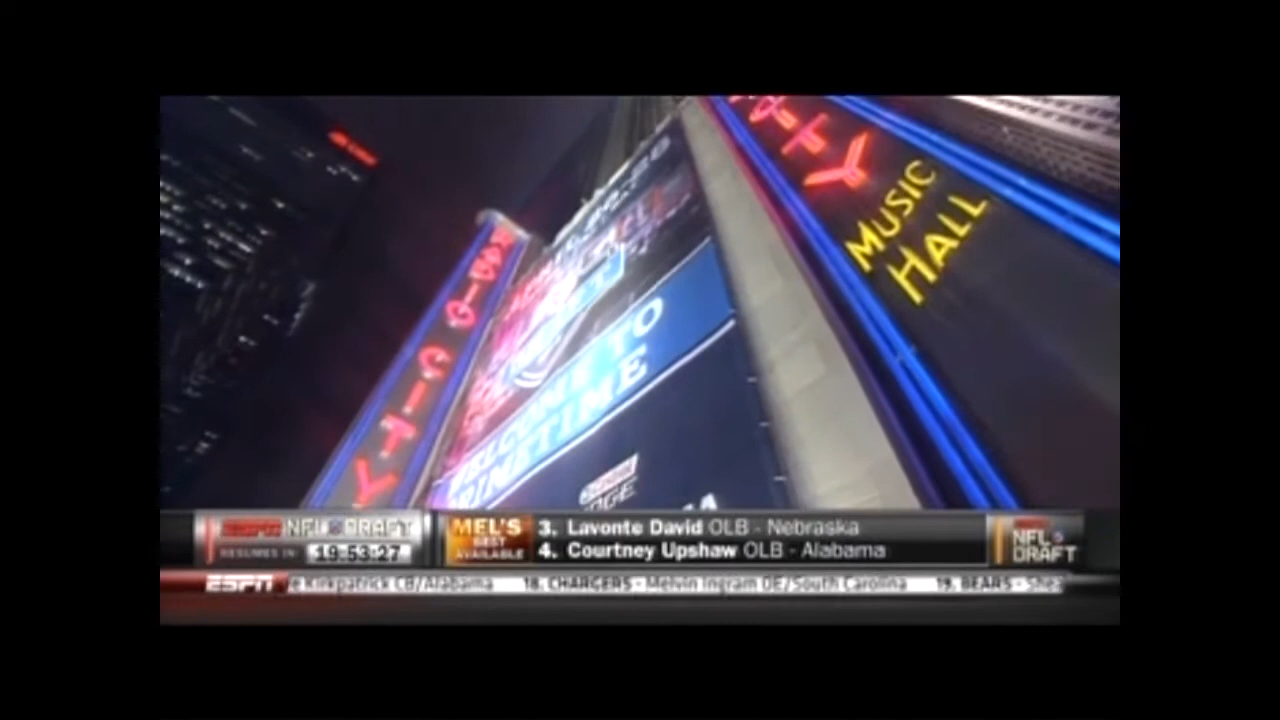 CITY
MUSIC
HALL
CITY
WELCOME TO
PRIMETIME
ESPN NFL DRAFT
RESUMES IN: 19:53:27
MEL'S
BEST
AVAILABLE
3. Lavonte David OLB - Nebraska
4. Courtney Upshaw OLB - Alabama
NFL
DRAFT
ESPN e Kirkpatrick CB/Alabama 18. CHARGERS - Melvin Ingram DE/South Carolina 19. BEARS - Shea